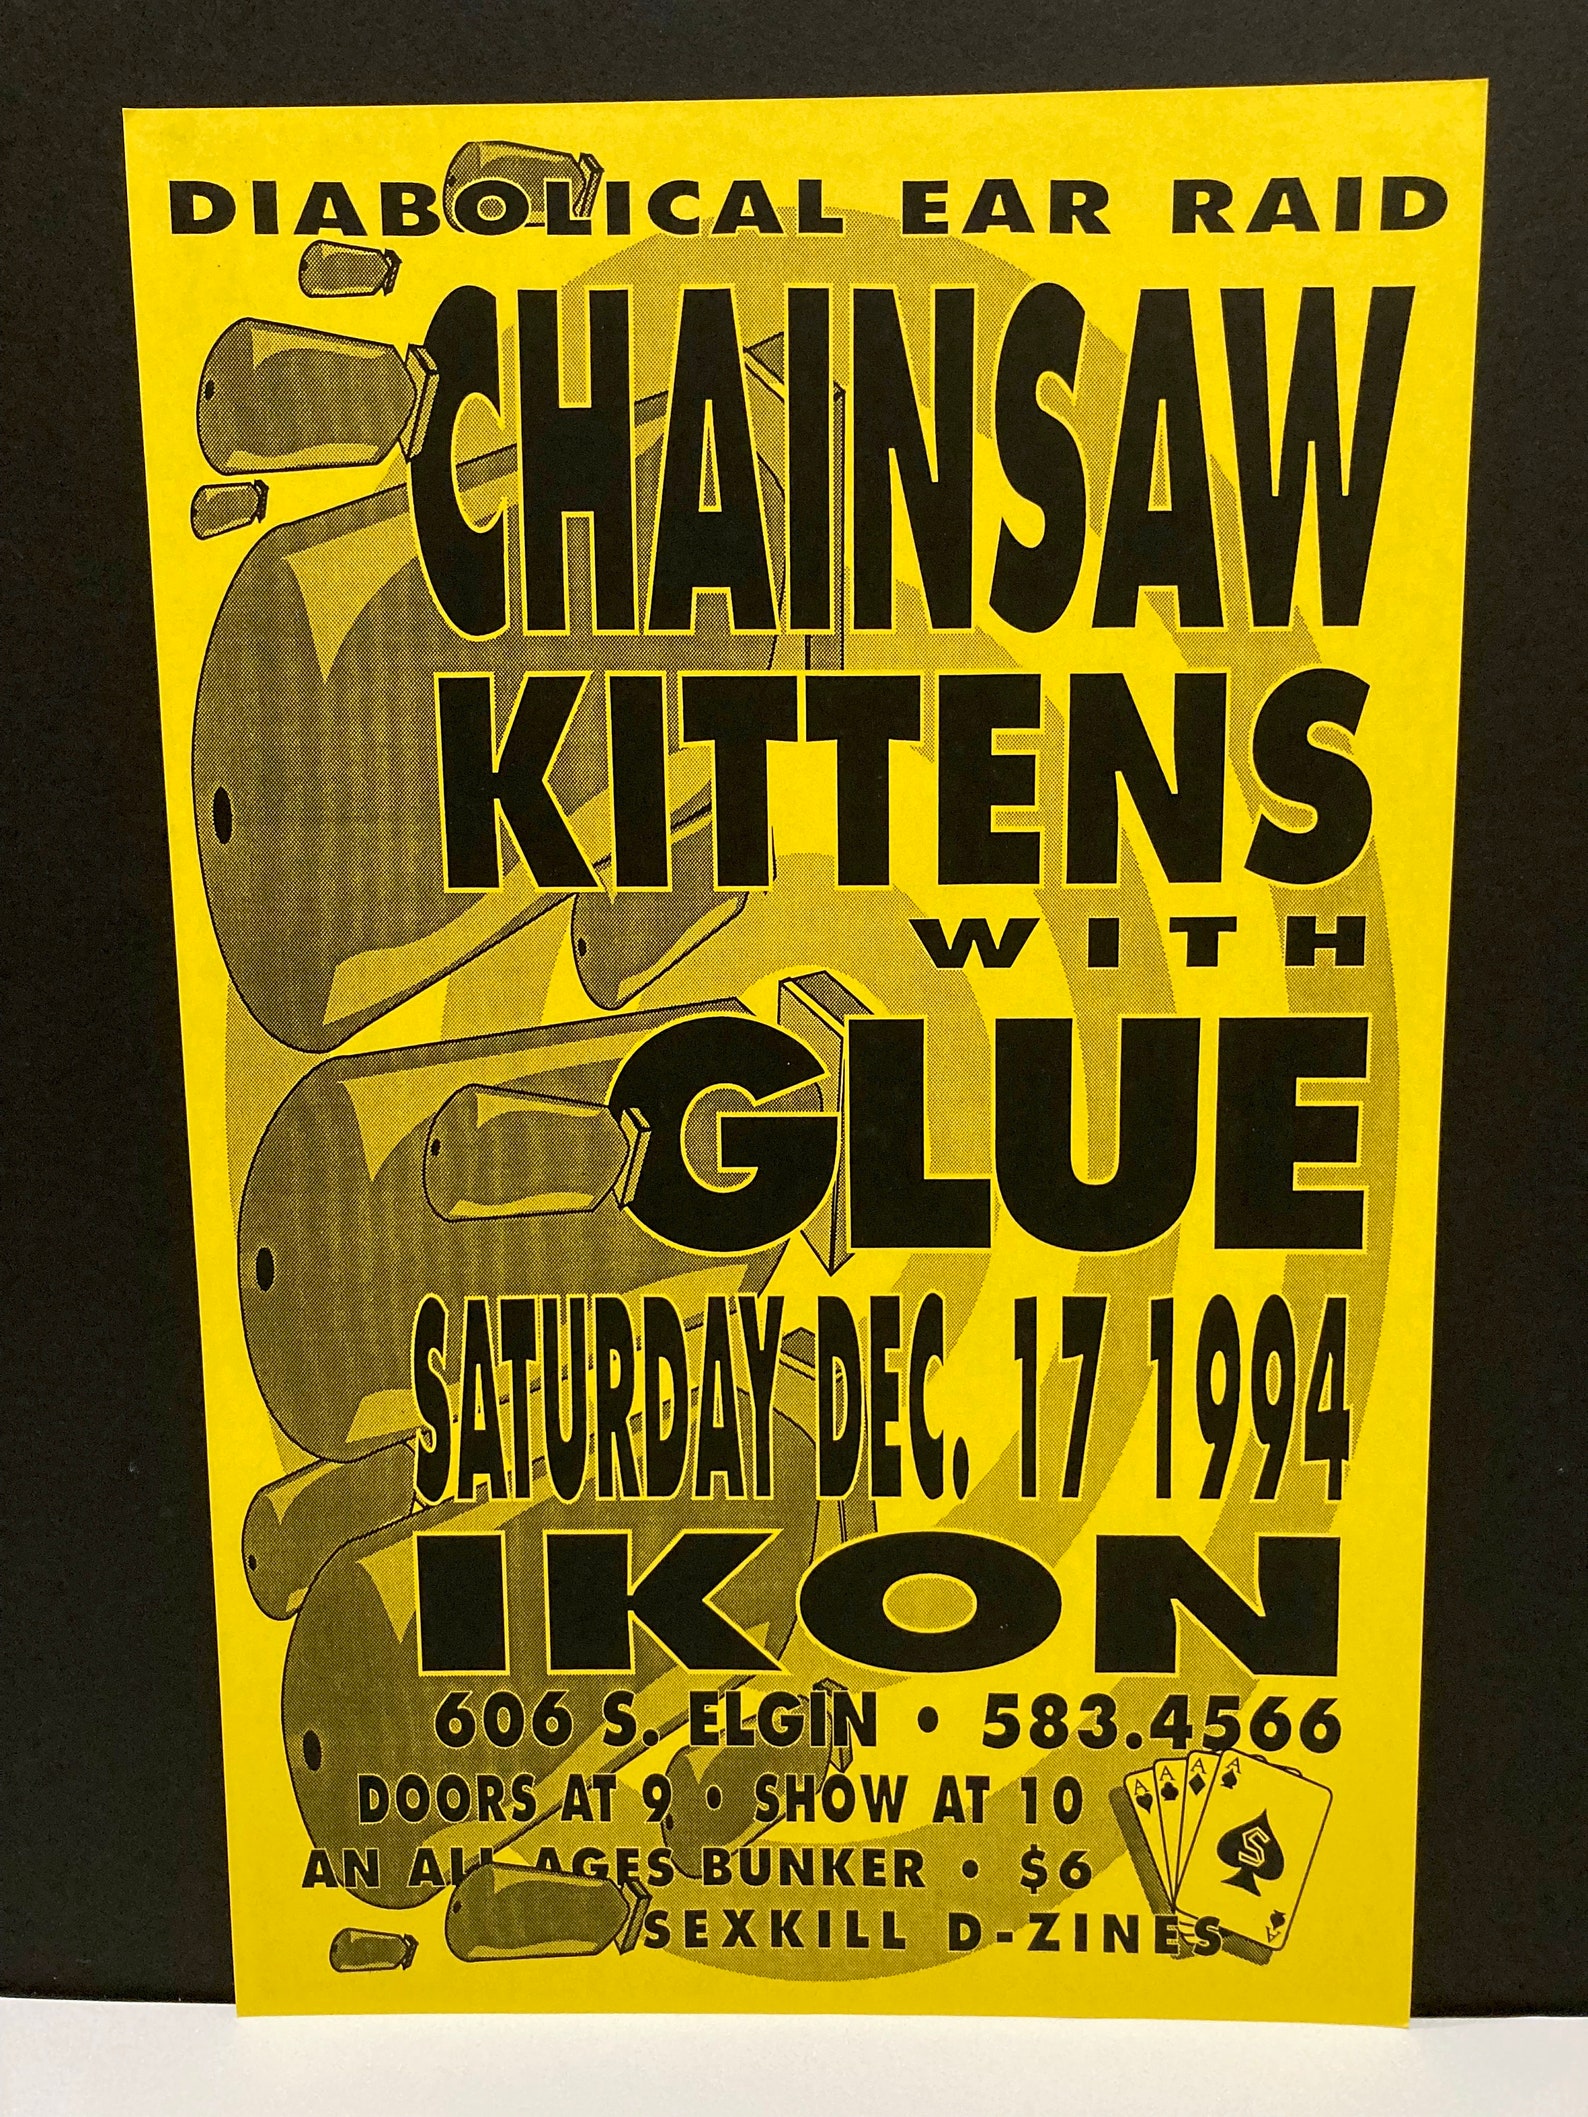 DIABOLICAL EAR RAID
CHAINSAW
KITTENS
WITH
GLUE
SATURDAY DEC. 17 1994
IKON
606 S. ELGIN • 583.4566
DOORS AT 9 • SHOW AT 10
A A A A
S
AN ALL AGES BUNKER • $6
A
SEXKILL D-ZINES